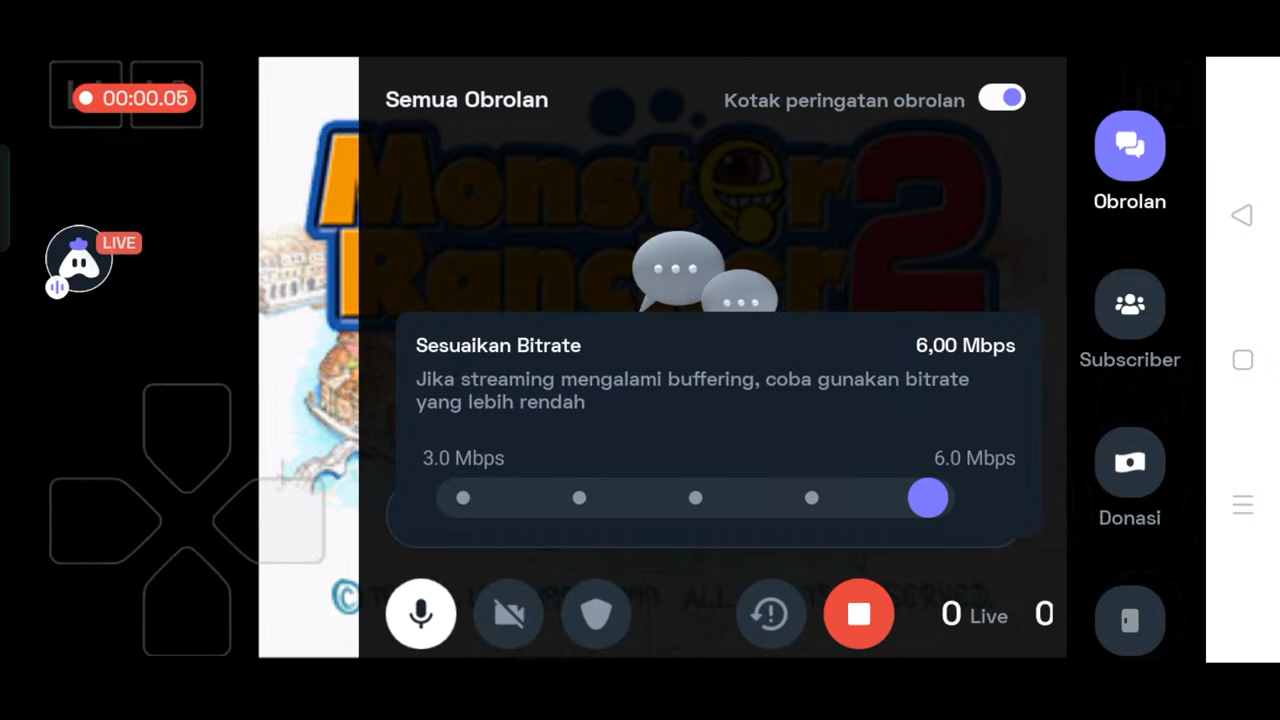 00:00.05
LIVE
Semua Obrolan
Kotak peringatan obrolan
Monster
Rancher 2
Sesuaikan Bitrate
6,00 Mbps
Jika streaming mengalami buffering, coba gunakan bitrate
yang lebih rendah
3.0 Mbps
6.0 Mbps
0 Live
0
Obrolan
Subscriber
Donasi